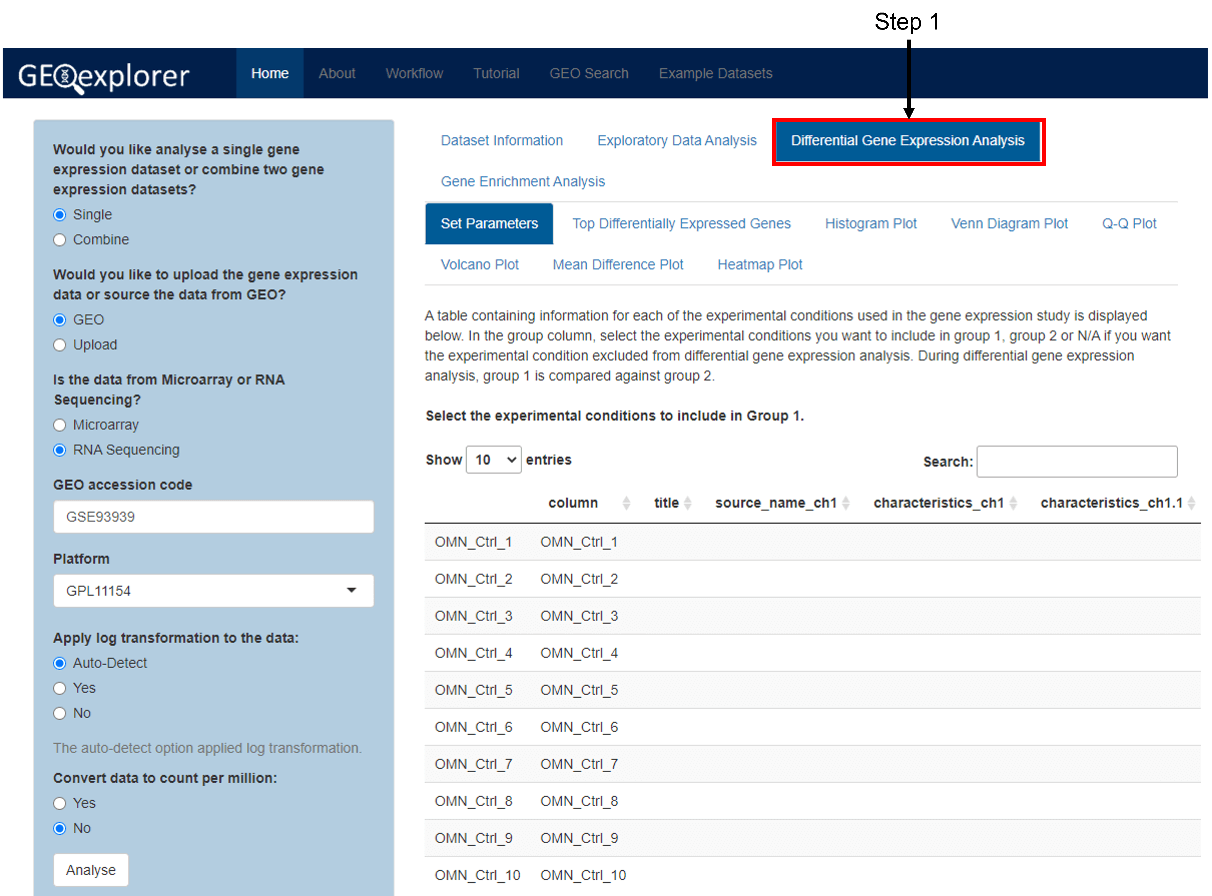 Step 1
GEOexplorer
Home About Workflow Tutorial GEO Search Example Datasets
Would you like analyse a single gene
expression dataset or combine two gene
expression datasets?
Single
Combine
Would you like to upload the gene expression
data or source the data from GEO?
GEO
Upload
Is the data from Microarray or RNA
Sequencing?
Microarray
RNA Sequencing
GEO accession code
GSE93939
Platform
GPL11154
Apply log transformation to the data:
Auto-Detect
Yes
No
The auto-detect option applied log transformation.
Convert data to count per million:
Yes
No
Analyse
Dataset Information Exploratory Data Analysis Differential Gene Expression Analysis
Gene Enrichment Analysis
Set Parameters Top Differentially Expressed Genes Histogram Plot Venn Diagram Plot Q-Q Plot
Volcano Plot Mean Difference Plot Heatmap Plot
A table containing information for each of the experimental conditions used in the gene expression study is displayed
below. In the group column, select the experimental conditions you want to include in group 1, group 2 or N/A if you want
the experimental condition excluded from differential gene expression analysis. During differential gene expression
analysis, group 1 is compared against group 2.
Select the experimental conditions to include in Group 1.
Show 10 entries Search:
column title source_name_ch1 characteristics_ch1 characteristics_ch1.1
OMN_Ctrl_1 OMN_Ctrl_1
OMN_Ctrl_2 OMN_Ctrl_2
OMN_Ctrl_3 OMN_Ctrl_3
OMN_Ctrl_4 OMN_Ctrl_4
OMN_Ctrl_5 OMN_Ctrl_5
OMN_Ctrl_6 OMN_Ctrl_6
OMN_Ctrl_7 OMN_Ctrl_7
OMN_Ctrl_8 OMN_Ctrl_8
OMN_Ctrl_9 OMN_Ctrl_9
OMN_Ctrl_10 OMN_Ctrl_10